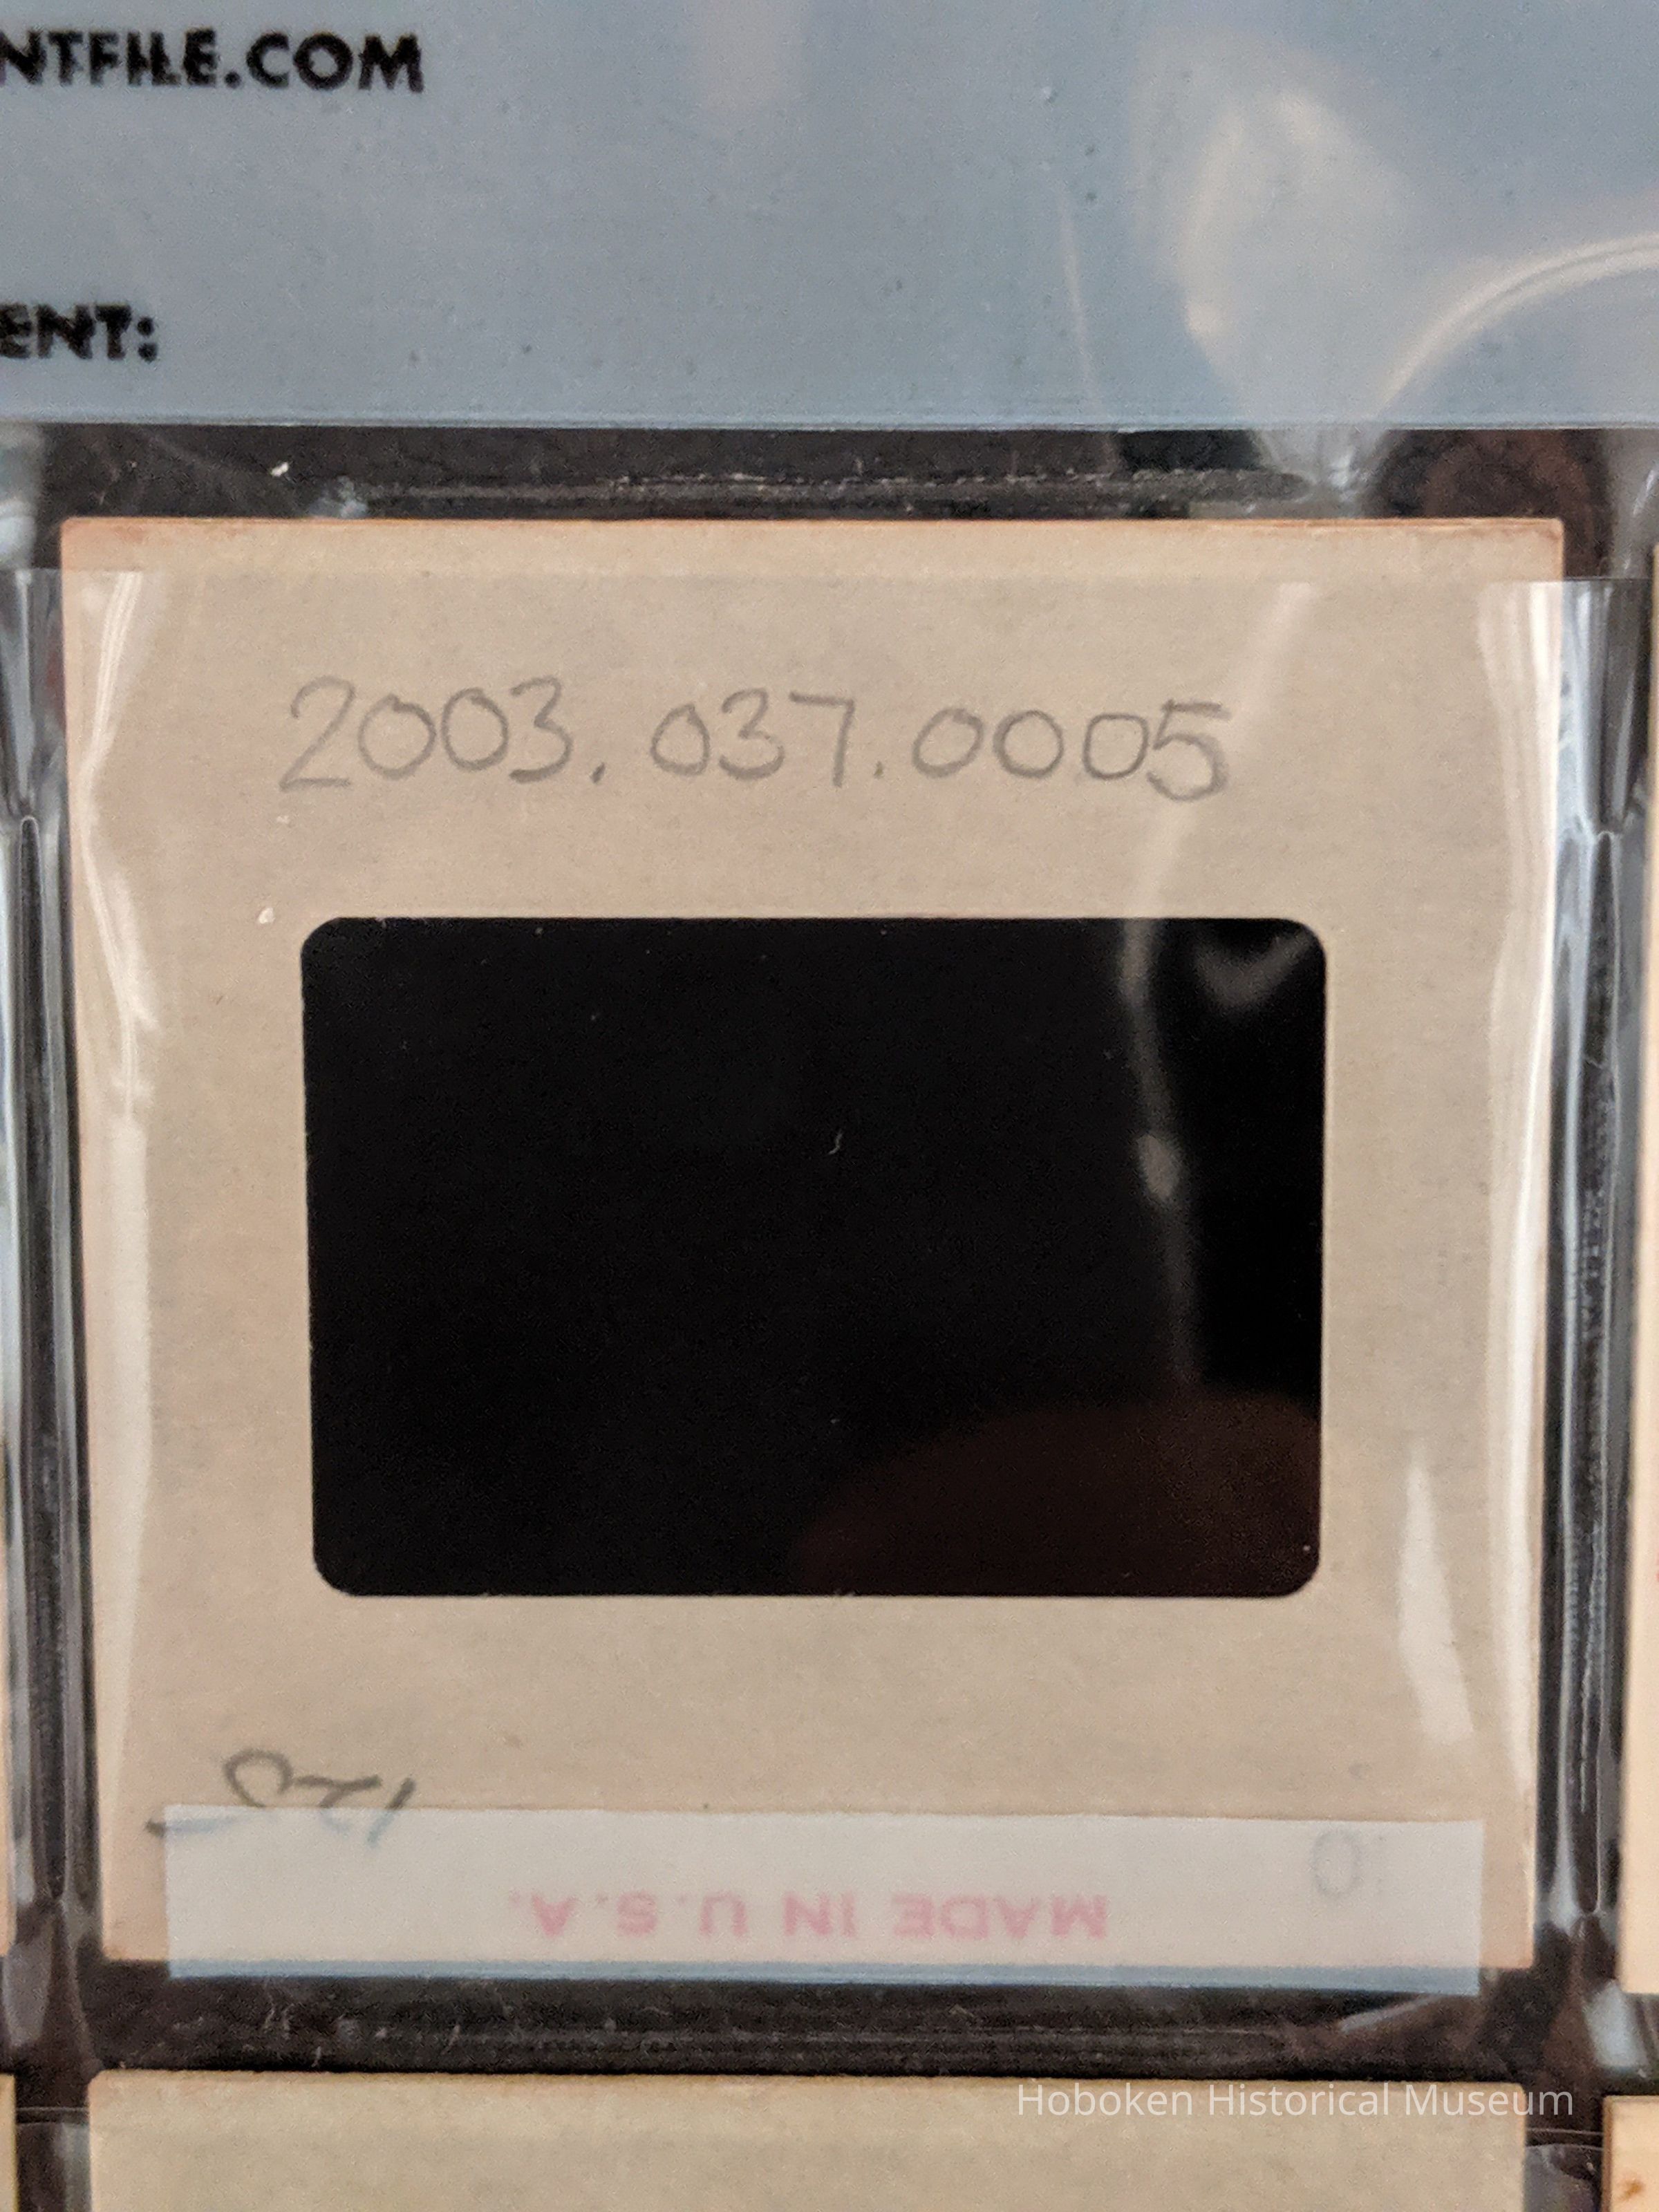 NTFILE.COM
ENT:
2003.037.0005
MADE IN U.S.A.
Hoboken Historical Museum